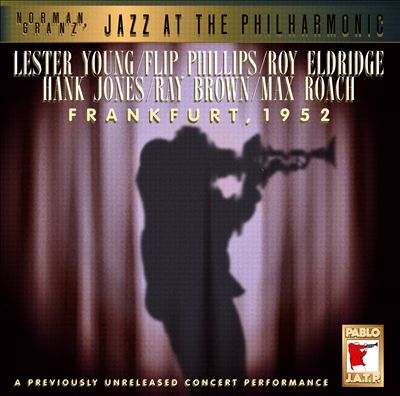 NORMAN GRANZ' JAZZ AT THE PHILHARMONIC
LESTER YOUNG/FLIP PHILLIPS/ROY ELDRIDGE
HANK JONES/RAY BROWN/MAX ROACH
FRANKFURT, 1952
PABLO
J.A.T.P.
A PREVIOUSLY UNRELEASED CONCERT PERFORMANCE